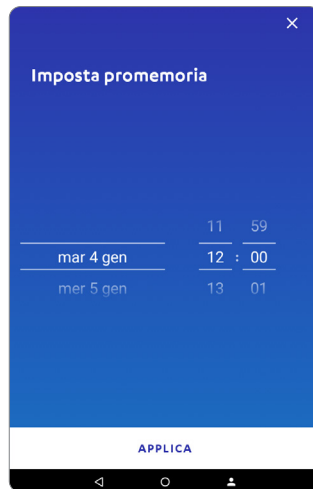 Imposta promemoria
11 59
mar 4 gen 12 : 00
mer 5 gen 13 01
APPLICA